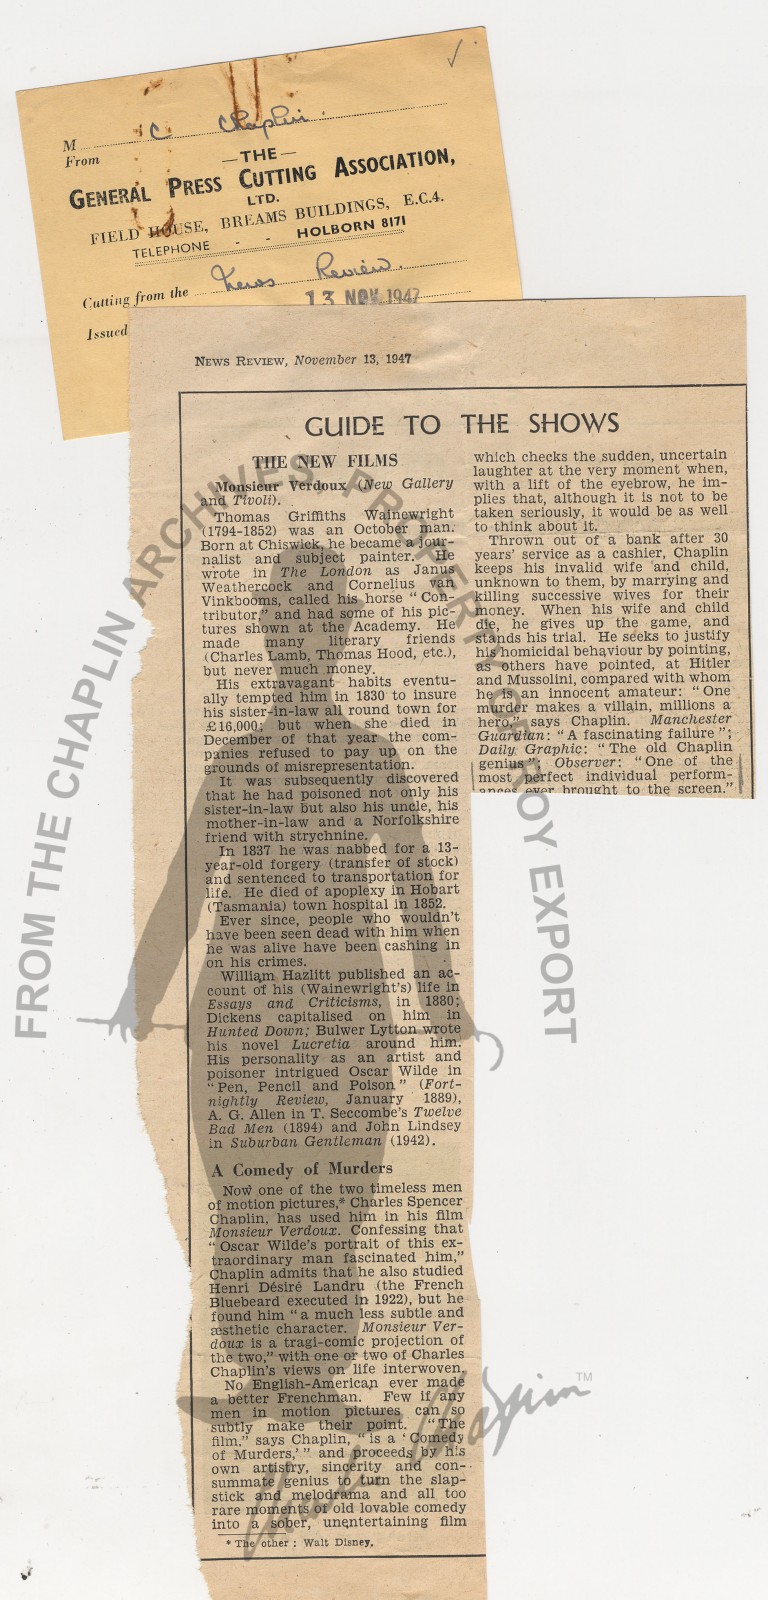 M C Chaplin.
From
— THE —
GENERAL PRESS CUTTING ASSOCIATION,
LTD.
FIELD HOUSE, BREAMS BUILDINGS, E.C.4.
TELEPHONE - - HOLBORN 8171
Cutting from the News Review.
13 NOV 1947
Issued
NEWS REVIEW, November 13, 1947
GUIDE TO THE SHOWS
THE NEW FILMS
Monsieur Verdoux (New Gallery
and Tivoli).
Thomas Griffiths Wainewright
(1794-1852) was an October man.
Born at Chiswick, he became a jour-
nalist and subject painter. He
wrote in The London as Janus
Weathercock and Cornelius van
Vinkbooms, called his horse “Con-
tributor,” and had some of his pic-
tures shown at the Academy. He
made many literary friends
(Charles Lamb, Thomas Hood, etc.),
but never much money.
His extravagant habits eventu-
ally tempted him in 1830 to insure
his sister-in-law all round town for
£16,000; but when she died in
December of that year the com-
panies refused to pay up on the
grounds of misrepresentation.
It was subsequently discovered
that he had poisoned not only his
sister-in-law but also his uncle, his
mother-in-law and a Norfolkshire
friend with strychnine.
In 1837 he was nabbed for a 13-
year-old forgery (transfer of stock)
and sentenced to transportation for
life. He died of apoplexy in Hobart
(Tasmania) town hospital in 1852.
Ever since, people who wouldn't
have been seen dead with him when
he was alive have been cashing in
on his crimes.
William Hazlitt published an ac-
count of his (Wainewright's) life in
Essays and Criticisms, in 1880;
Dickens capitalised on him in
Hunted Down; Bulwer Lytton wrote
his novel Lucretia around him.
His personality as an artist and
poisoner intrigued Oscar Wilde in
“Pen, Pencil and Poison” (Fort-
nightly Review, January 1889),
A. G. Allen in T. Seccombe's Twelve
Bad Men (1894) and John Lindsey
in Suburban Gentleman (1942).
A Comedy of Murders
Now one of the two timeless men
of motion pictures,* Charles Spencer
Chaplin, has used him in his film
Monsieur Verdoux. Confessing that
“Oscar Wilde's portrait of this ex-
traordinary man fascinated him,”
Chaplin admits that he also studied
Henri Désiré Landru (the French
Bluebeard executed in 1922), but he
found him “a much less subtle and
æsthetic character. Monsieur Ver-
doux is a tragi-comic projection of
the two,” with one or two of Charles
Chaplin's views on life interwoven.
No English-American ever made
a better Frenchman. Few if any
men in motion pictures can so
subtly make their point. “The
film,” says Chaplin, “is a ‘Comedy
of Murders,’” and proceeds by his
own artistry, sincerity and con-
summate genius to turn the slap-
stick and melodrama and all too
rare moments of old lovable comedy
into a sober, unentertaining film
* The other : Walt Disney.
which checks the sudden, uncertain
laughter at the very moment when,
with a lift of the eyebrow, he im-
plies that, although it is not to be
taken seriously, it would be as well
to think about it.
Thrown out of a bank after 30
years' service as a cashier, Chaplin
keeps his invalid wife and child,
unknown to them, by marrying and
killing successive wives for their
money. When his wife and child
die, he gives up the game, and
stands his trial. He seeks to justify
his homicidal behaviour by pointing,
as others have pointed, at Hitler
and Mussolini, compared with whom
he is an innocent amateur: “One
murder makes a villain, millions a
hero,” says Chaplin. Manchester
Guardian: “A fascinating failure”;
Daily Graphic: “The old Chaplin
genius”; Observer: “One of the
most perfect individual perform-
ances ever brought to the screen.”
FROM THE CHAPLIN ARCHIVES, PROPERTY OF ROY EXPORT
Charlie Chaplin TM